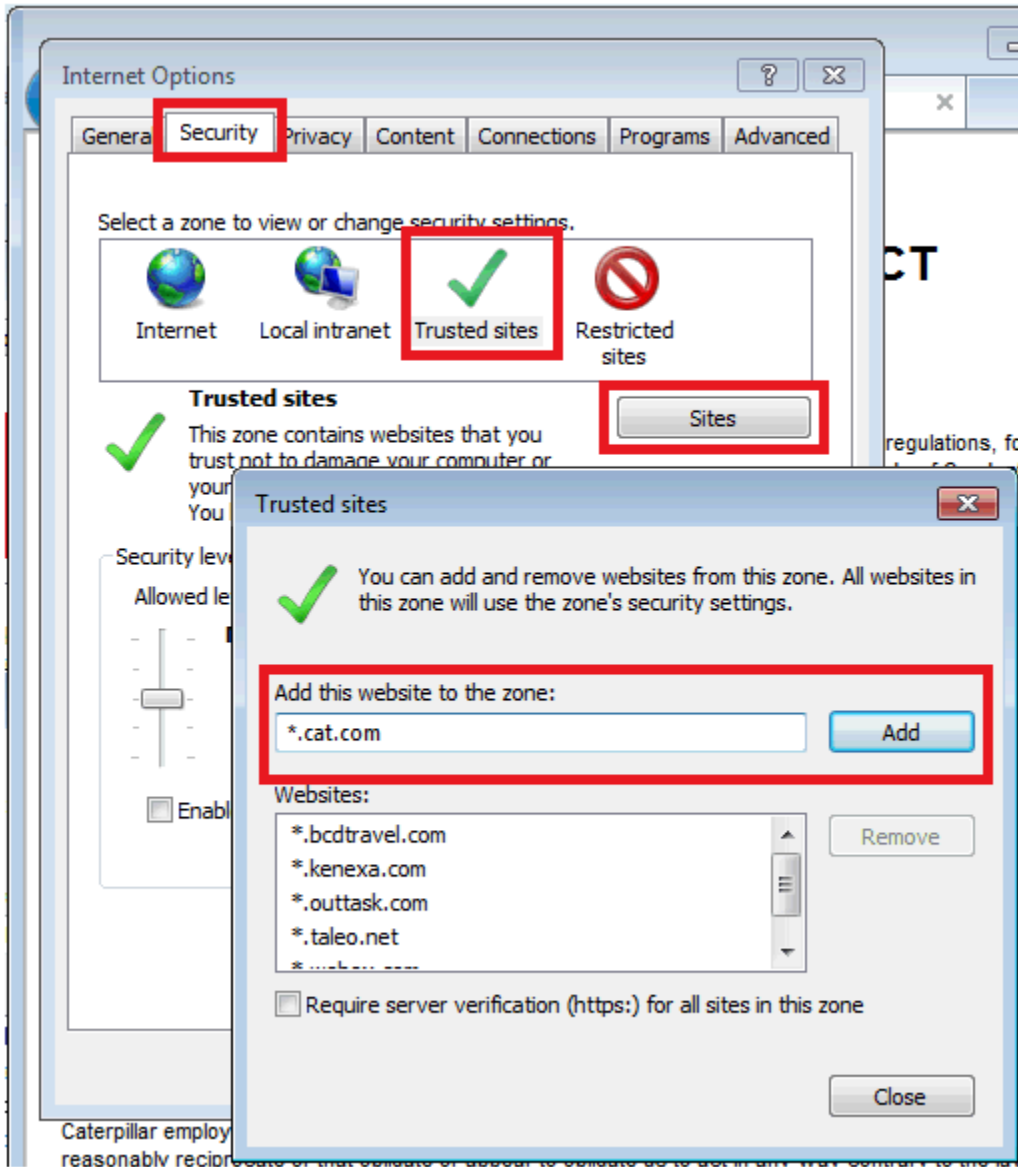 Internet Options
General Security Privacy Content Connections Programs Advanced
Select a zone to view or change security settings.
Internet
Local intranet
Trusted sites
Restricted
sites
CT
Trusted sites
Sites
This zone contains websites that you
trust not to damage your computer or
your
You
regulations, fo
Security leve
Allowed le
Enabl
Trusted sites
You can add and remove websites from this zone. All websites in
this zone will use the zone's security settings.
Add this website to the zone:
*.cat.com
Add
Websites:
*.bcdtravel.com
*.kenexa.com
*.outtask.com
*.taleo.net
Remove
Require server verification (https:) for all sites in this zone
Close
Caterpillar employ